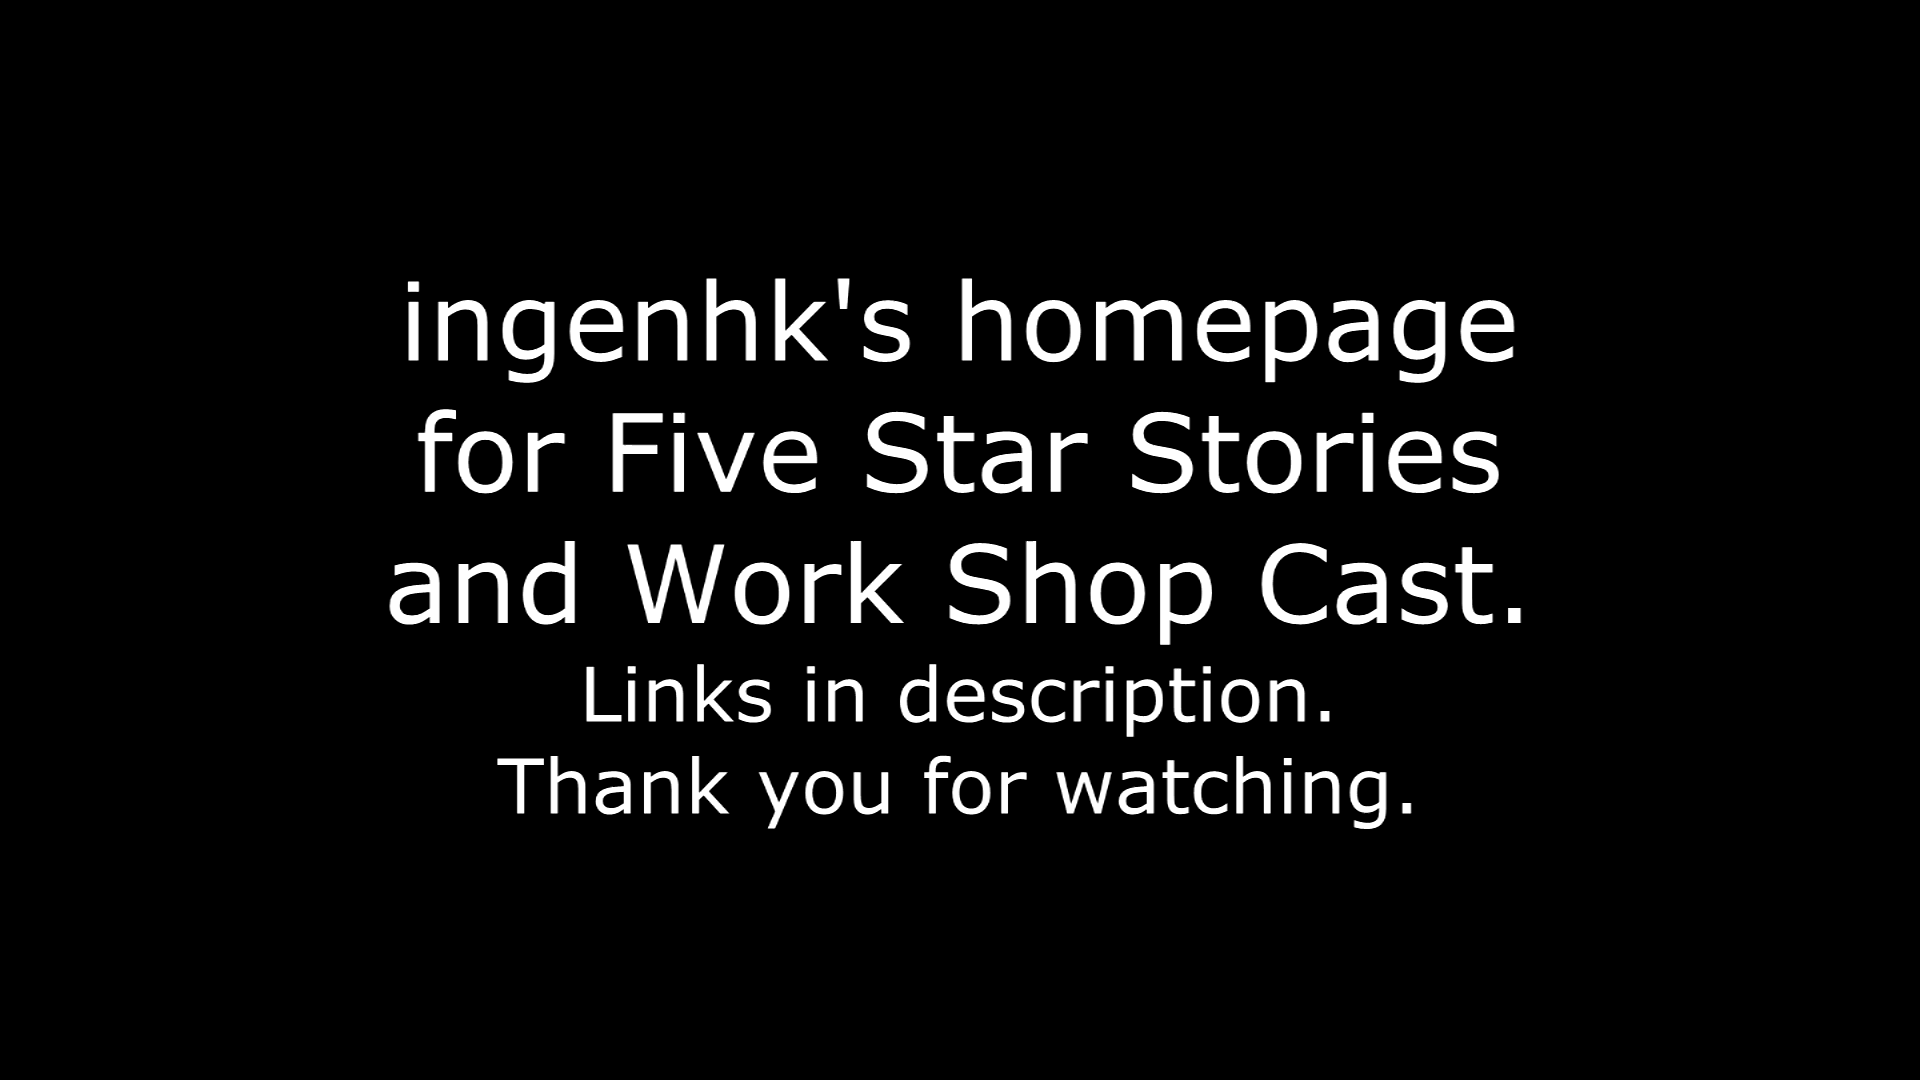 ingenhk's homepage
for Five Star Stories
and Work Shop Cast.
Links in description.
Thank you for watching.